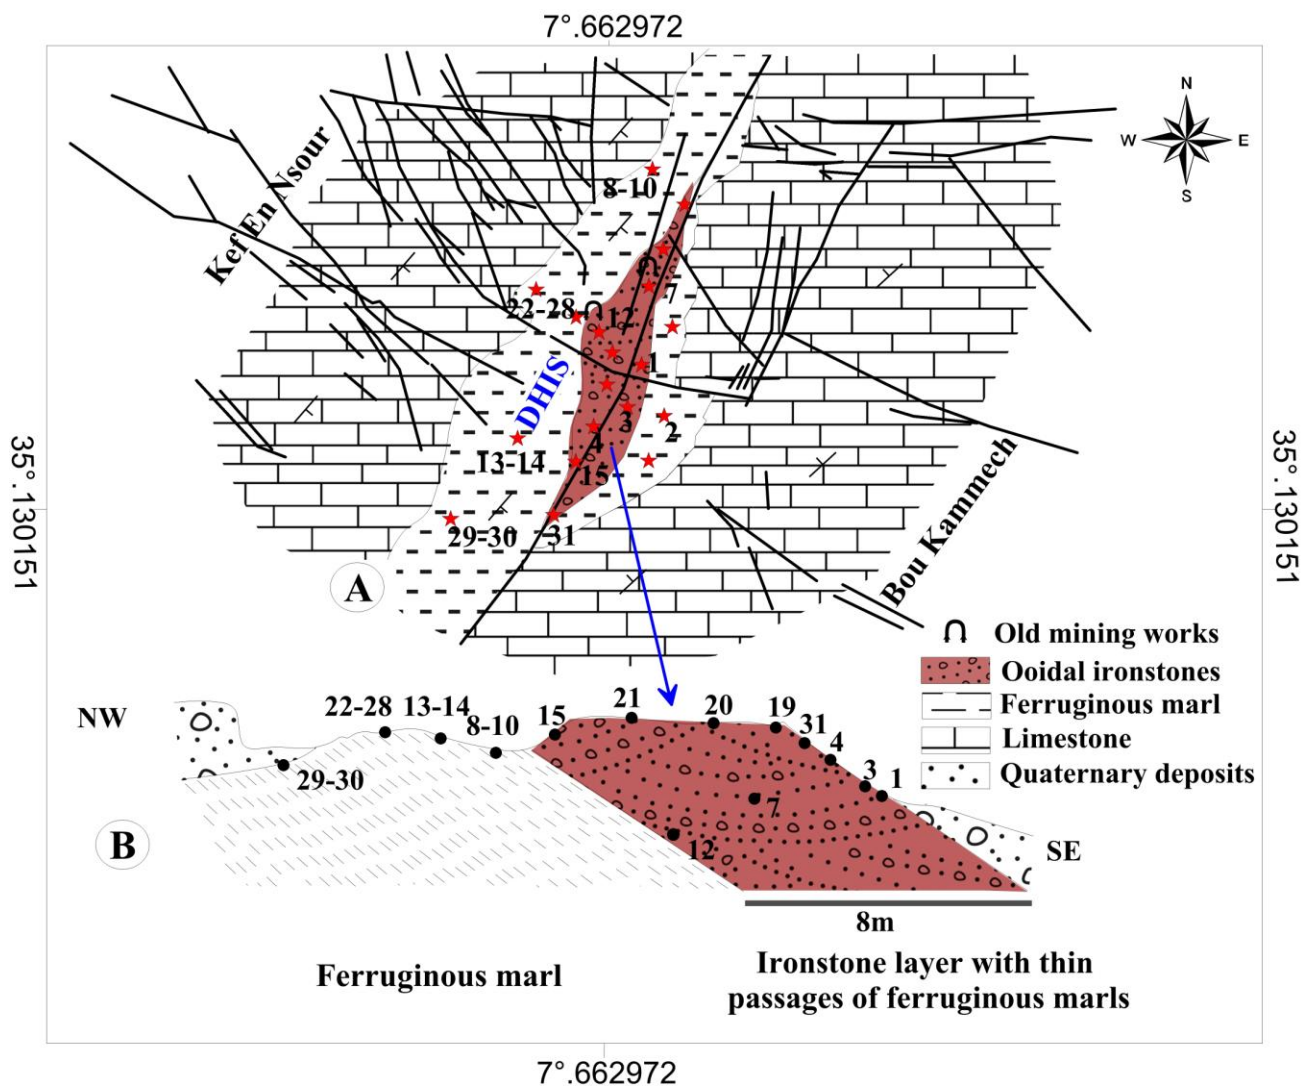 7°.662972
N
W E
S
Kef En Nsour
8-10
7
22-28
12
1
DHIS
3
2
4
13-14
15
29-30
31
35°.130151
35°.130151
A
Bou Kammech
Old mining works
Ooidal ironstones
Ferruginous marl
Limestone
Quaternary deposits
NW
22-28
13-14
8-10
15
21
20
19
31
4
3
1
29-30
7
12
B
SE
8m
Ferruginous marl
Ironstone layer with thin
passages of ferruginous marls
7°.662972